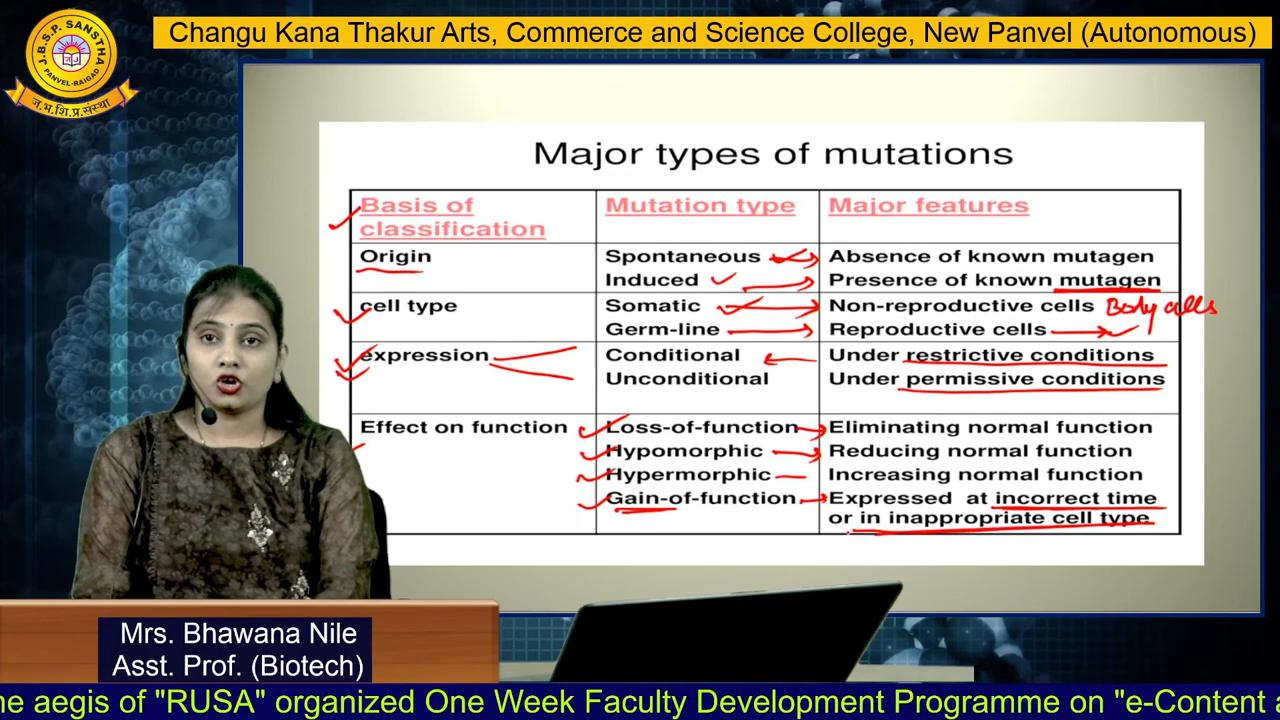 Changu Kana Thakur Arts, Commerce and Science College, New Panvel (Autonomous)
J.B.S.P. SANSTHA
PANVEL-RAIGAD
ज.भ.शि.प्र.संस्था
Major types of mutations
Basis of classification Mutation type Major features
Origin Spontaneous Absence of known mutagen
Induced Presence of known mutagen
cell type Somatic Non-reproductive cells Body cells
Germ-line Reproductive cells
expression Conditional Under restrictive conditions
Unconditional Under permissive conditions
Effect on function Loss-of-function Eliminating normal function
Hypomorphic Reducing normal function
Hypermorphic Increasing normal function
Gain-of-function Expressed at incorrect time
or in inappropriate cell type
Mrs. Bhawana Nile
Asst. Prof. (Biotech)
he aegis of "RUSA" organized One Week Faculty Development Programme on "e-Content